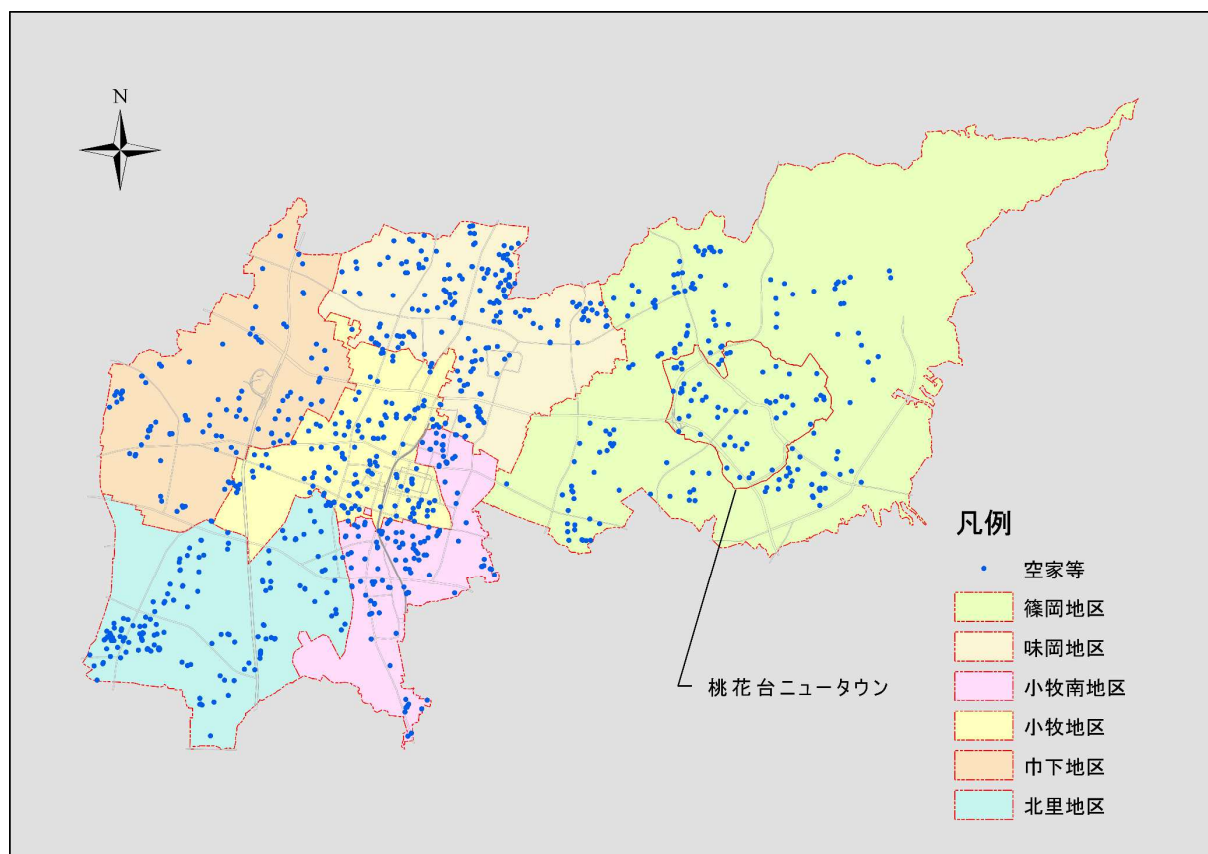 N
凡例
空家等
篠岡地区
味岡地区
小牧南地区
小牧地区
巾下地区
北里地区
桃花台ニュータウン